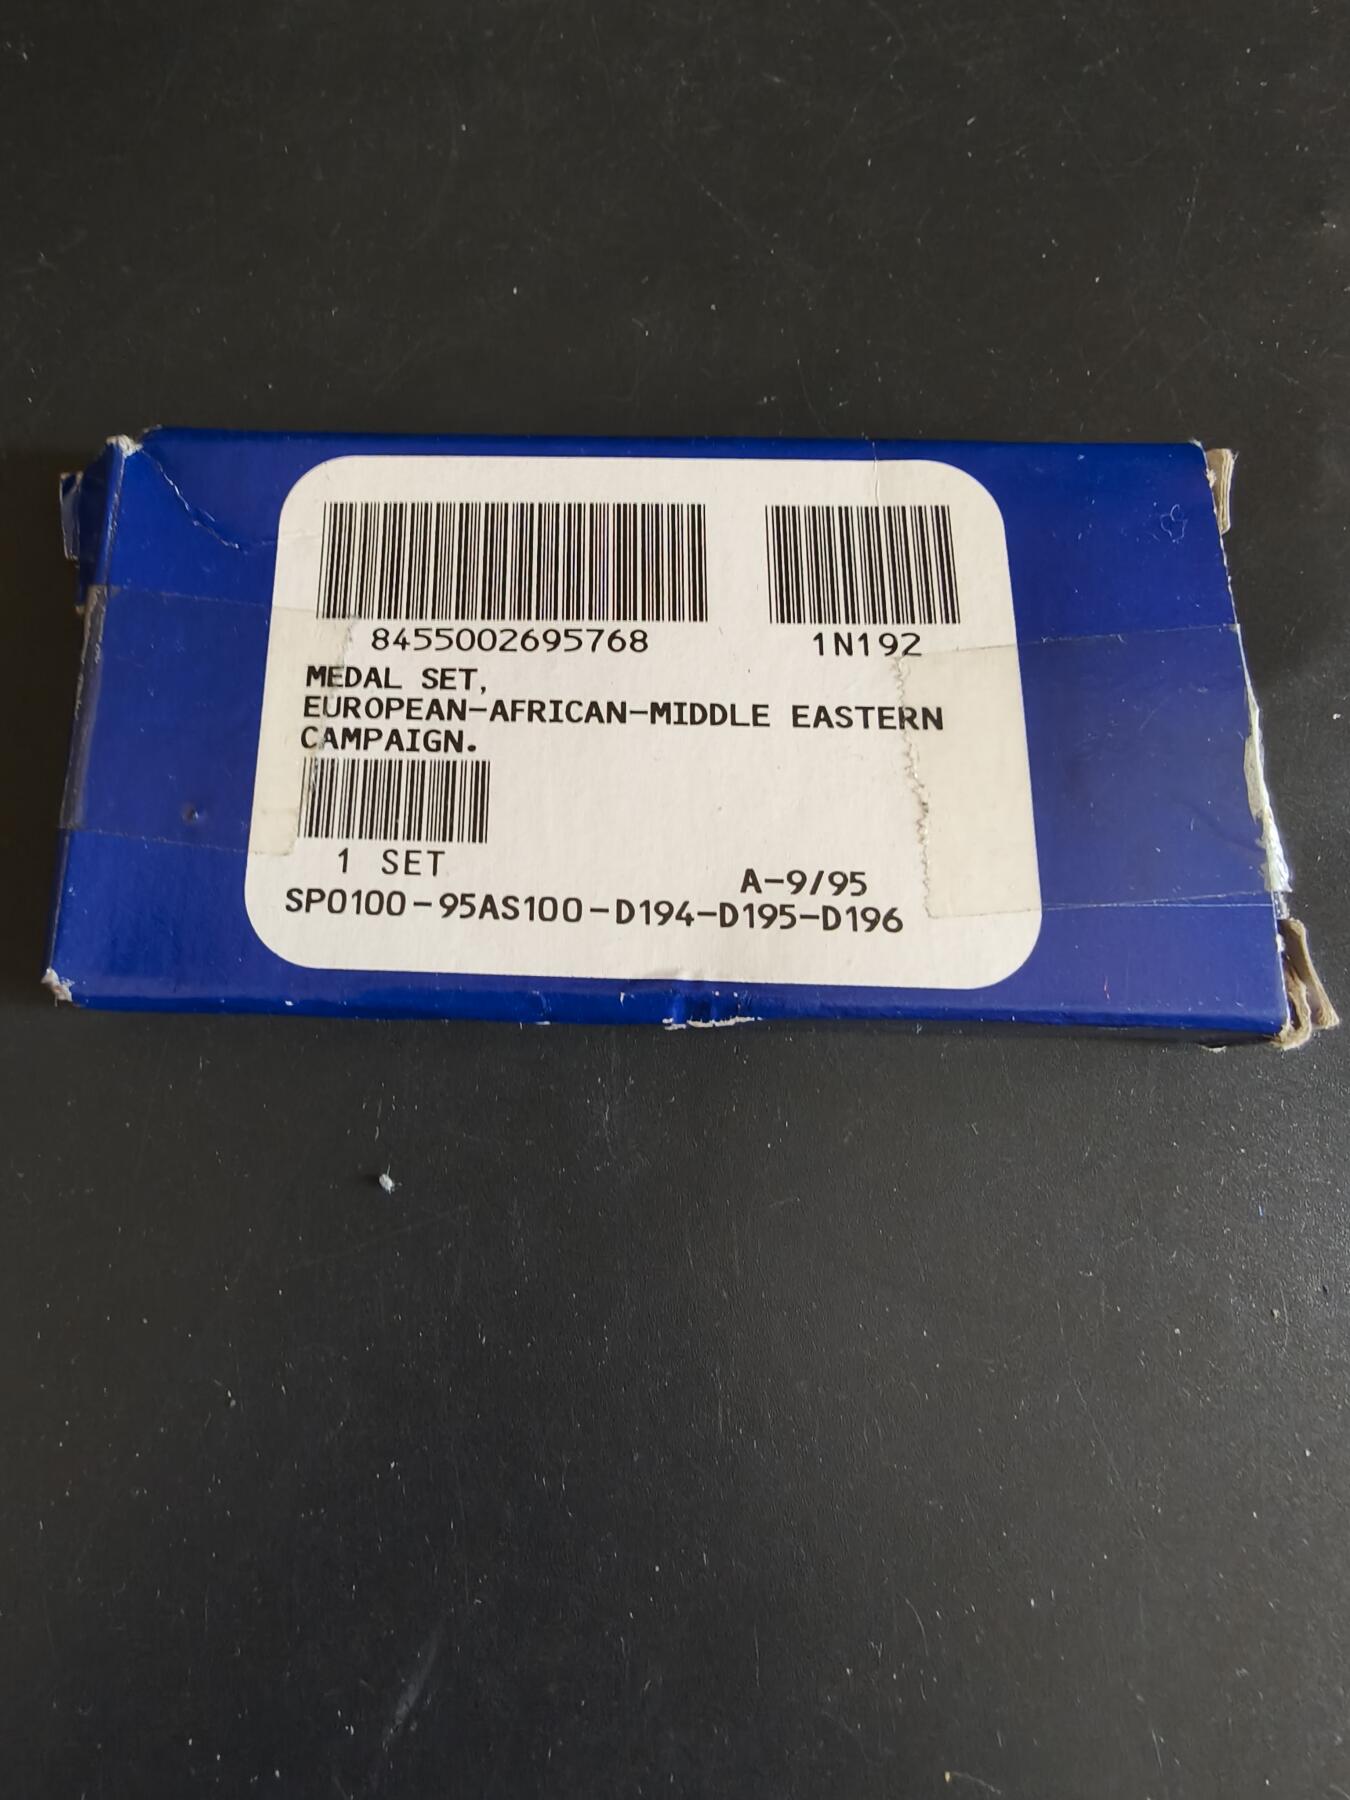 8455002695768
1N192
MEDAL SET,
EUROPEAN-AFRICAN-MIDDLE EASTERN
CAMPAIGN.
1 SET
A-9/95
SP0100-95AS100-D194-D195-D196